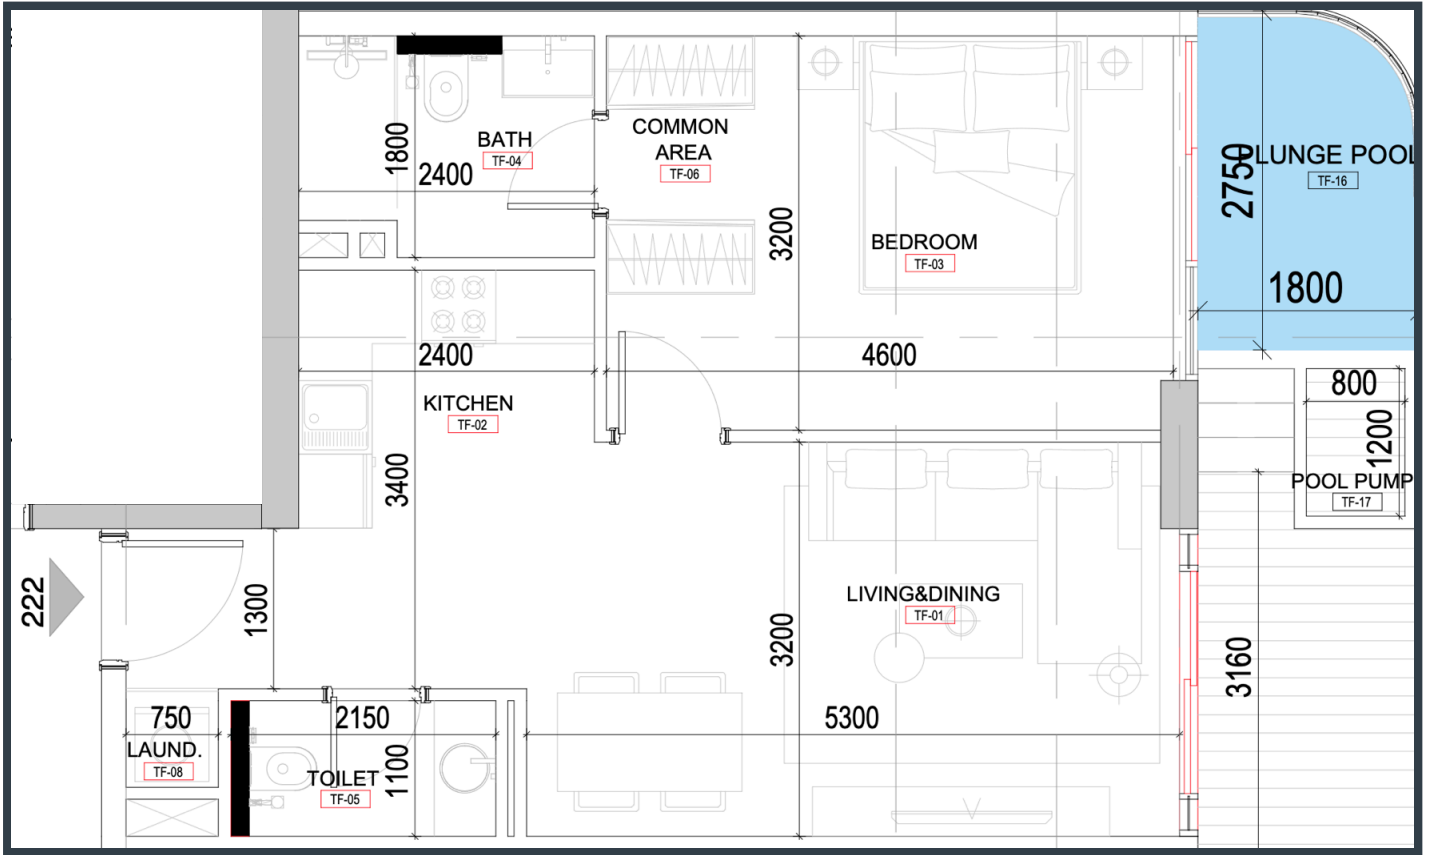 BATH
TF-04
1800
2400
COMMON
AREA
TF-06
3200
BEDROOM
TF-03
2750
PLUNGE POOL
TF-16
1800
2400
4600
KITCHEN
TF-02
3400
800
1200
POOL PUMP
TF-17
222
1300
LIVING&DINING
TF-01
3200
3160
750
LAUND.
TF-08
2150
TOILET
TF-05
1100
5300